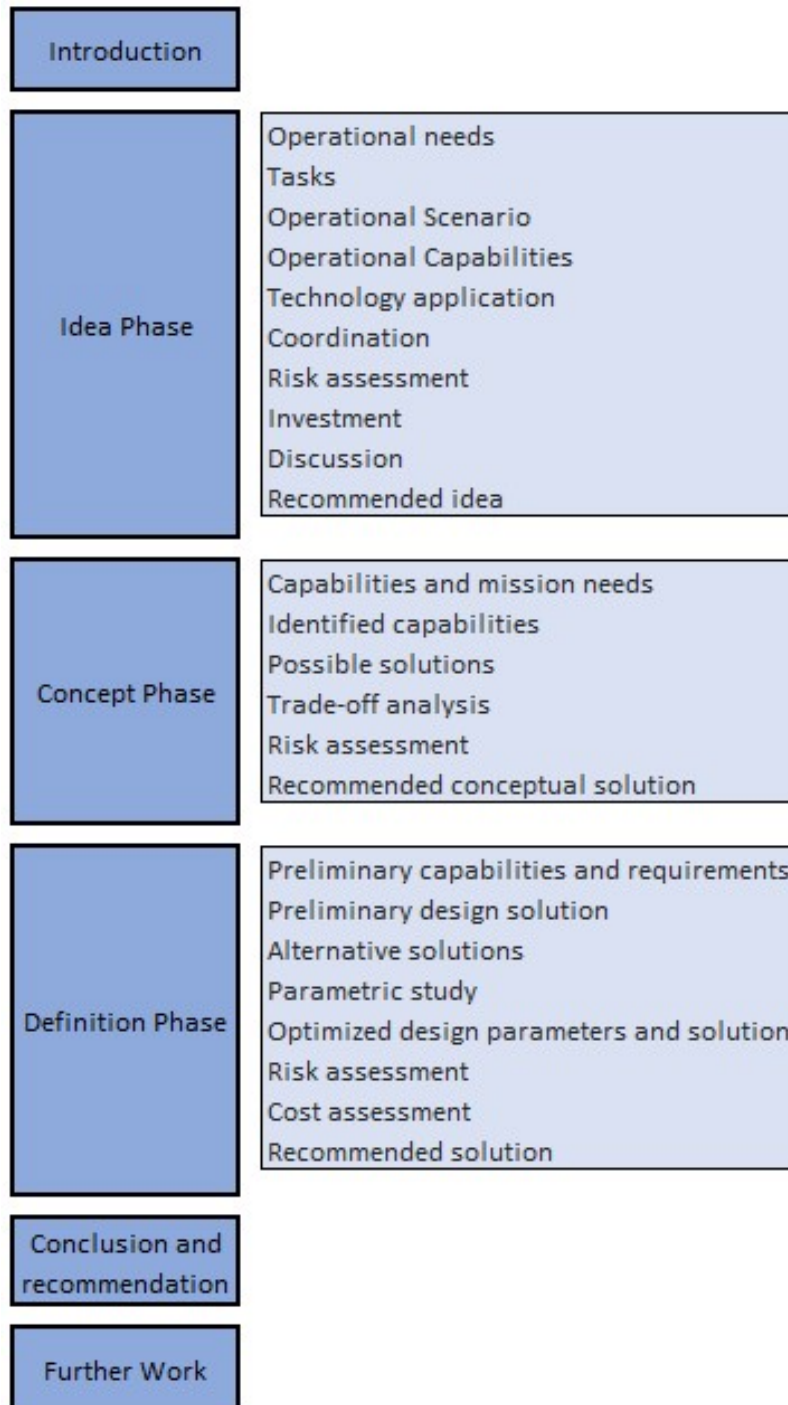 Introduction
Idea Phase
Operational needs
Tasks
Operational Scenario
Operational Capabilities
Technology application
Coordination
Risk assessment
Investment
Discussion
Recommended idea
Concept Phase
Capabilities and mission needs
Identified capabilities
Possible solutions
Trade-off analysis
Risk assessment
Recommended conceptual solution
Definition Phase
Preliminary capabilities and requirements
Preliminary design solution
Alternative solutions
Parametric study
Optimized design parameters and solution
Risk assessment
Cost assessment
Recommended solution
Conclusion and
recommendation
Further Work